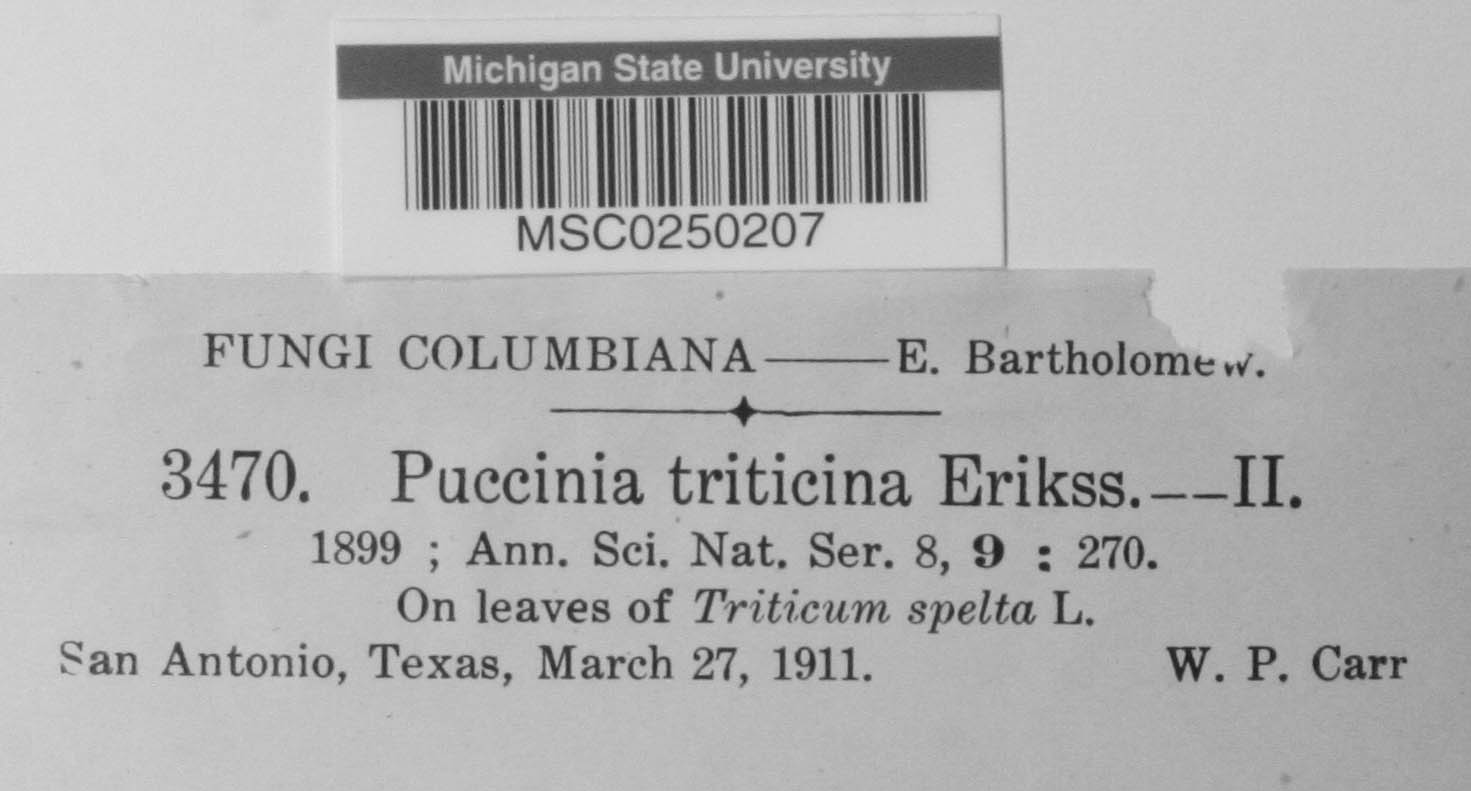 Michigan State University
MSC0250207
FUNGI COLUMBIANA——E. Bartholomew.
3470. Puccinia triticina Erikss.——II.
1899 ; Ann. Sci. Nat. Ser. 8, 9 : 270.
On leaves of Triticum spelta L.
San Antonio, Texas, March 27, 1911. W. P. Carr